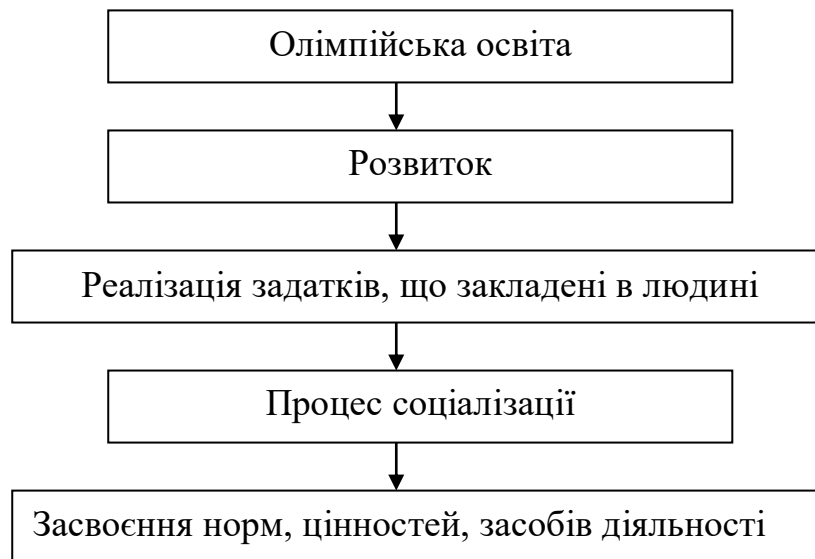 Олімпійська освіта
Розвиток
Реалізація задатків, що закладені в людині
Процес соціалізації
Засвоєння норм, цінностей, засобів діяльності